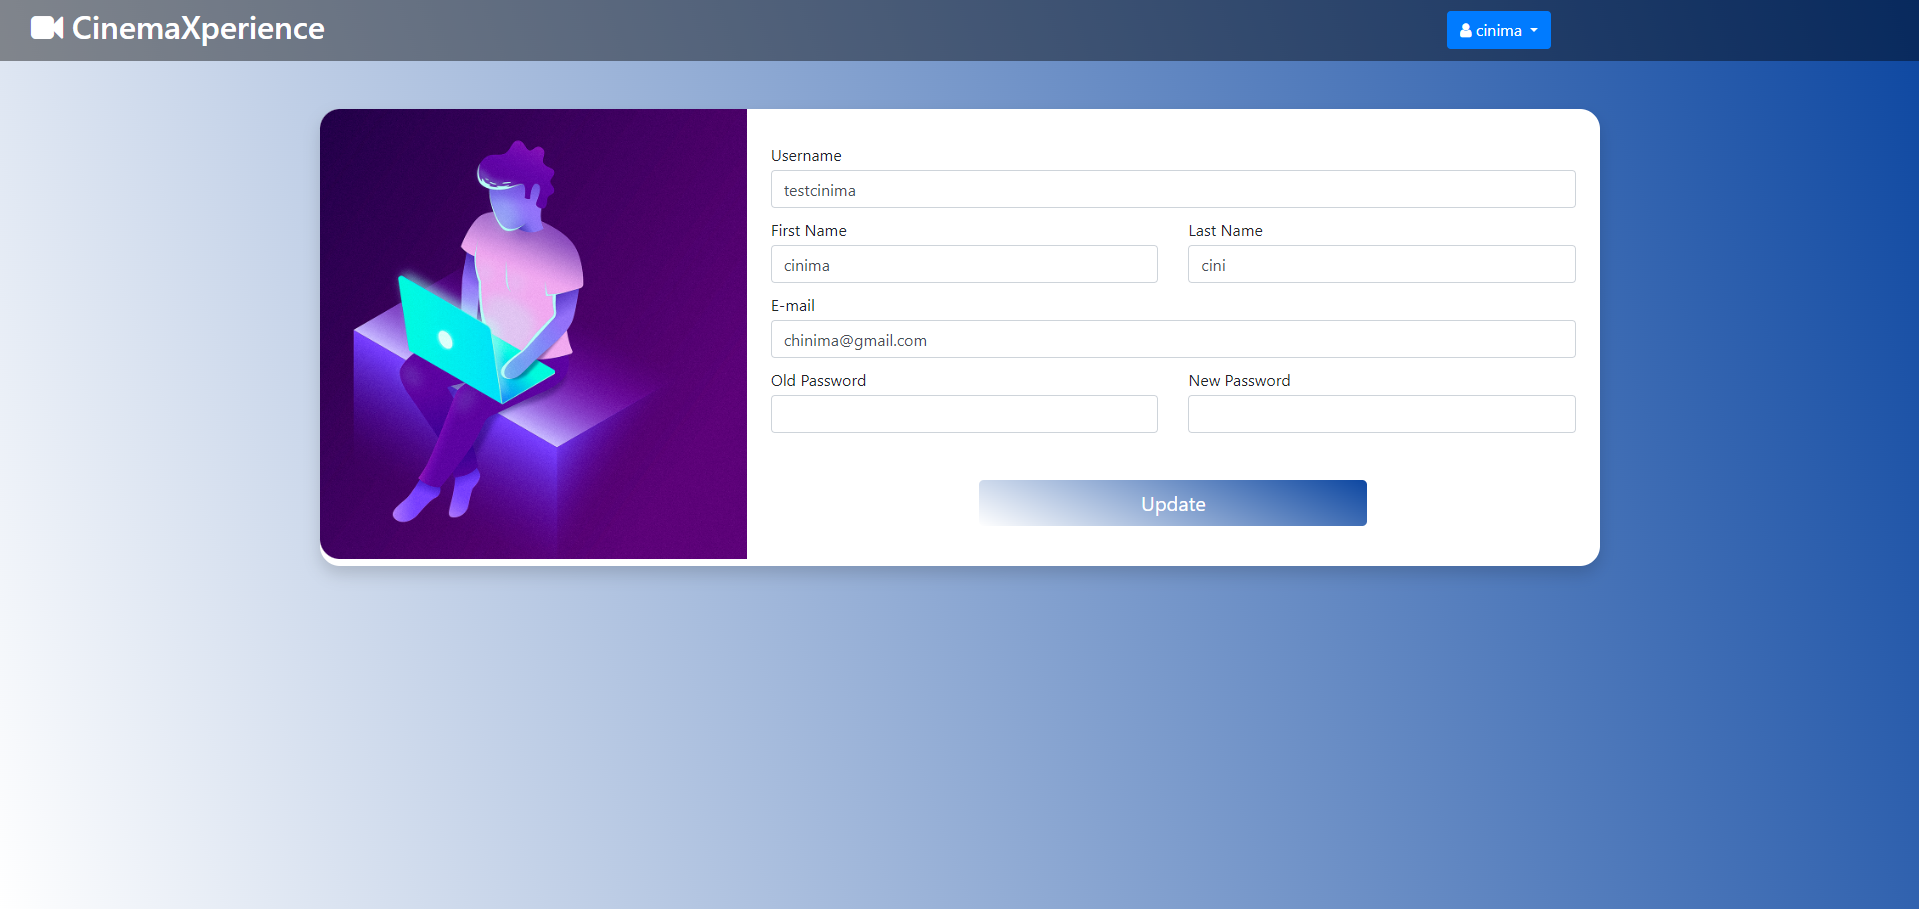 CinemaXperience
cinima
Username
testcinima
First Name
Last Name
cinima
cini
E-mail
chinima@gmail.com
Old Password
New Password
Update